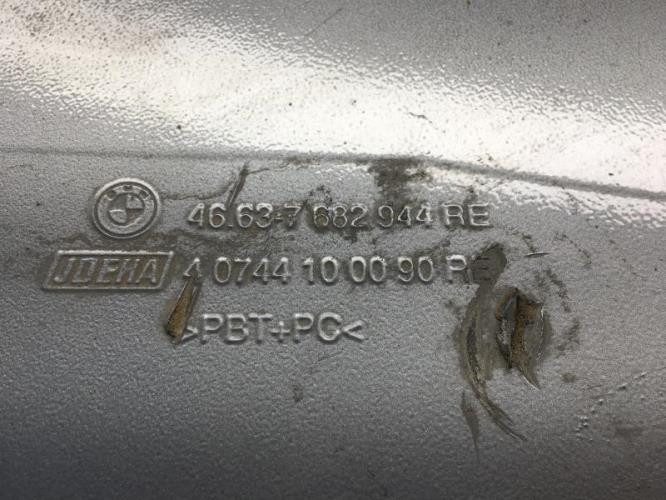 46.63-7 682 944 RE
JDEHA 4 0744 10 00 90 RE
>PBT+PC<